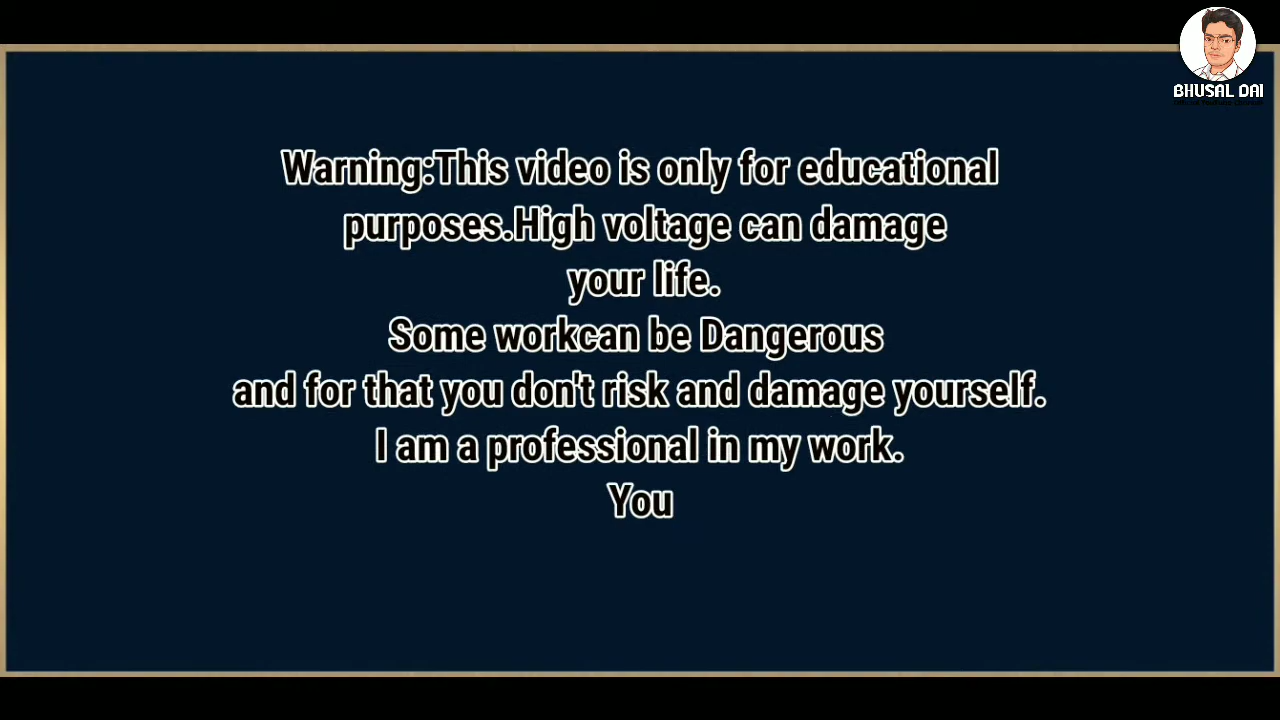 BHUSAL DAI
Warning:This video is only for educational
purposes.High voltage can damage
your life.
Some workcan be Dangerous
and for that you don't risk and damage yourself.
I am a professional in my work.
You